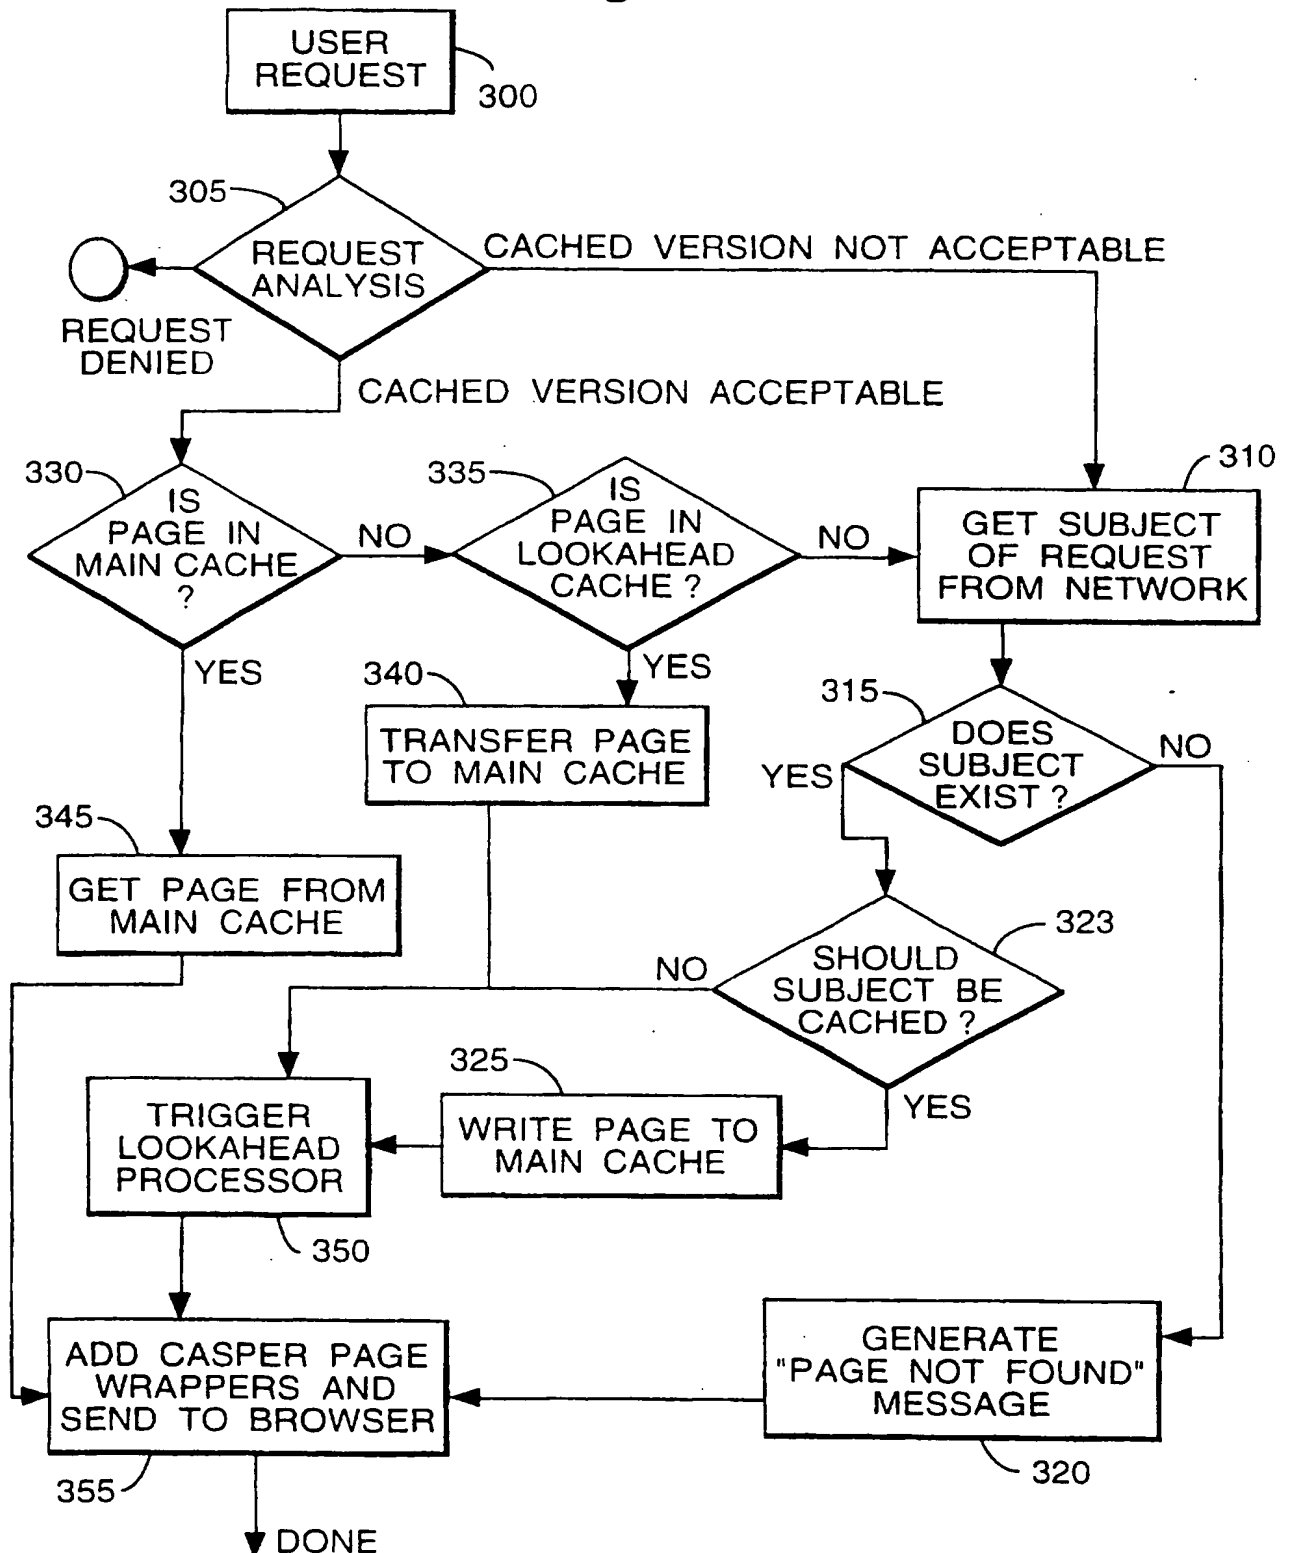 USER
REQUEST
300
305
REQUEST
ANALYSIS
CACHED VERSION NOT ACCEPTABLE
REQUEST
DENIED
CACHED VERSION ACCEPTABLE
330
IS
PAGE IN
MAIN CACHE
?
NO
335
IS
PAGE IN
LOOKAHEAD
CACHE ?
NO
310
GET SUBJECT
OF REQUEST
FROM NETWORK
YES
340
YES
TRANSFER PAGE
TO MAIN CACHE
315
DOES
SUBJECT
EXIST ?
YES
NO
345
GET PAGE FROM
MAIN CACHE
323
SHOULD
SUBJECT BE
CACHED ?
NO
YES
325
WRITE PAGE TO
MAIN CACHE
TRIGGER
LOOKAHEAD
PROCESSOR
350
GENERATE
"PAGE NOT FOUND"
MESSAGE
320
ADD CASPER PAGE
WRAPPERS AND
SEND TO BROWSER
355
DONE